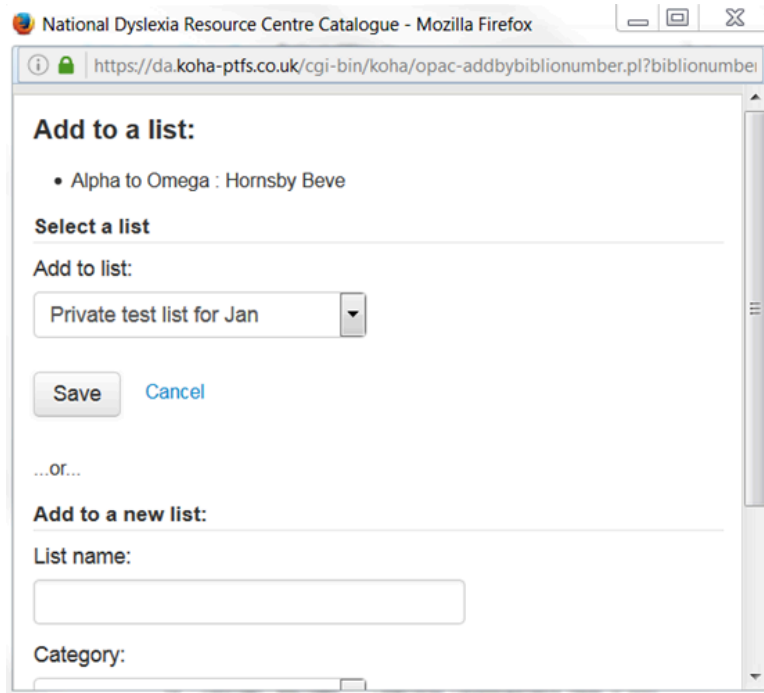 National Dyslexia Resource Centre Catalogue - Mozilla Firefox
https://da.koha-ptfs.co.uk/cgi-bin/koha/opac-addbybiblionumber.pl?biblionumber
Add to a list:
• Alpha to Omega : Hornsby Beve
Select a list
Add to list:
Private test list for Jan
Save Cancel
...or...
Add to a new list:
List name:
Category: